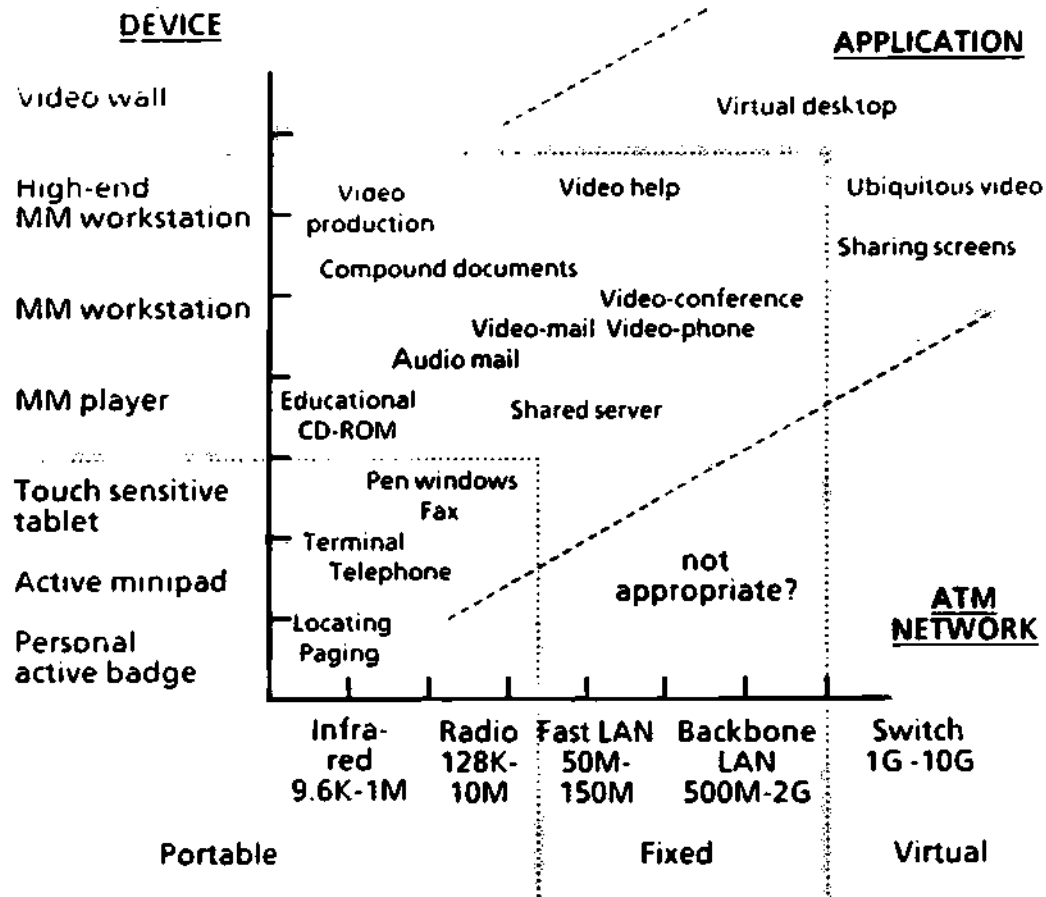 DEVICE
APPLICATION
Video wall
Virtual desktop
High-end
MM workstation
Video
production
Video help
Ubiquitous video
Sharing screens
Compound documents
MM workstation
Video-conference
Video-mail Video-phone
Audio mail
MM player
Educational
CD-ROM
Shared server
Touch sensitive
tablet
Pen windows
Fax
Terminal
Telephone
Active minipad
not
appropriate?
ATM
NETWORK
Personal
active badge
Locating
Paging
Infra-
red
9.6K-1M
Radio
128K-
10M
Fast LAN
50M-
150M
Backbone
LAN
500M-2G
Switch
1G-10G
Portable
Fixed
Virtual